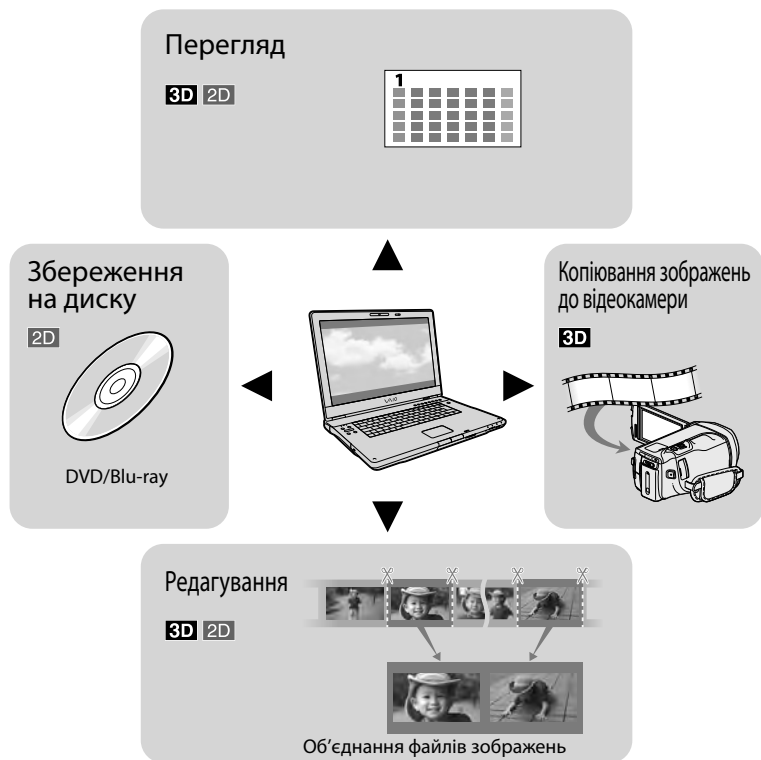 Перегляд
3D 2D
1
Збереження
на диску
2D
DVD/Blu-ray
VAIO
Копіювання зображень
до відеокамери
3D
Редагування
3D 2D
Об’єднання файлів зображень